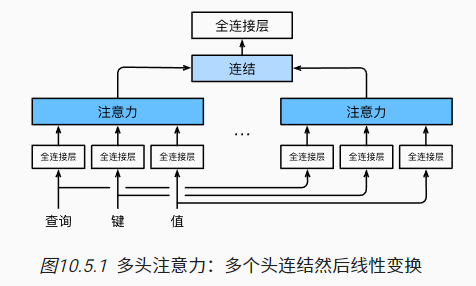 全连接层
连结
注意力 注意力
...
全连接层 全连接层 全连接层 全连接层 全连接层 全连接层
查询 键 值
图10.5.1 多头注意力：多个头连结然后线性变换